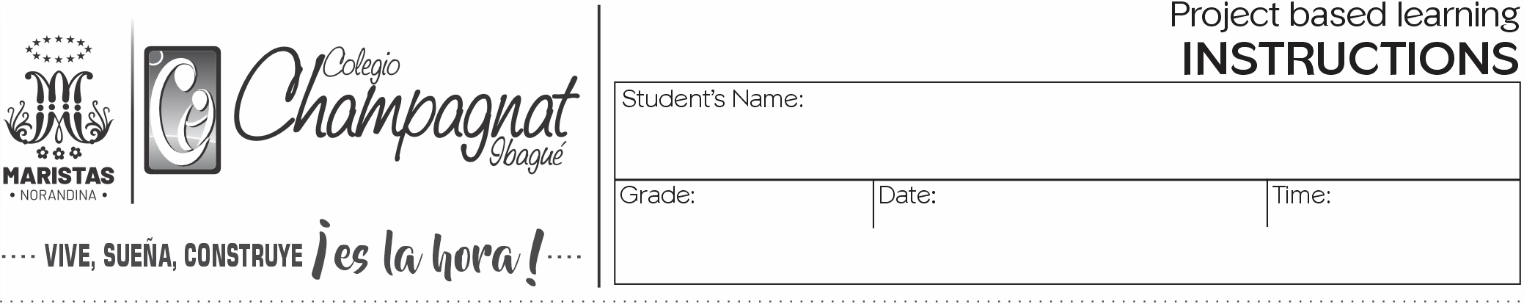 MARISTAS
• NORANDINA •
Colegio
Champagnat
Ibagué
VIVE, SUEÑA, CONSTRUYE ¡es la hora!
Project based learning
INSTRUCTIONS
Student's Name:
Grade: Date: Time: